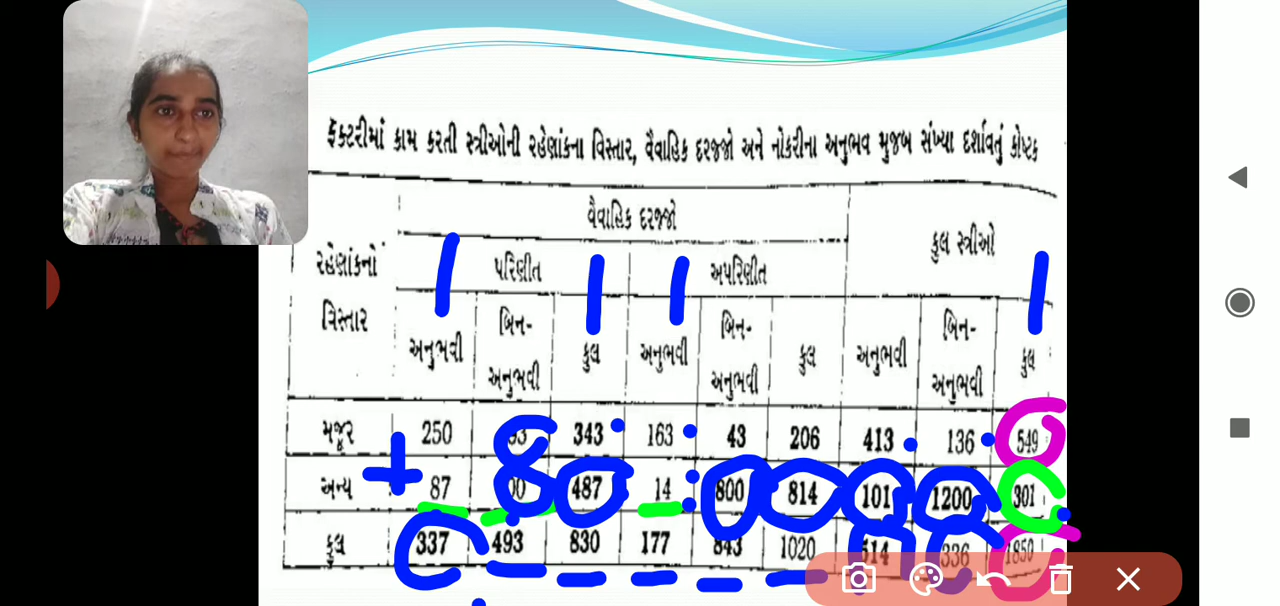 ફેક્ટરીમાં કામ કરતી સ્ત્રીઓની રહેણાંકના વિસ્તાર, વૈવાહિક દરજ્જો અને નોકરીના અનુભવ મુજબ સંખ્યા દર્શાવતું કોષ્ટક
વૈવાહિક દરજ્જો
કુલ સ્ત્રીઓ
રહેણાંકનો વિસ્તાર
પરિણીત
અપરિણીત
અનુભવી બિન-અનુભવી કુલ અનુભવી બિન-અનુભવી કુલ અનુભવી બિન-અનુભવી કુલ
મજૂર 250 343 163 43 206 413 136 549
અન્ય 87 487 14 800 814 101 1200 301
કુલ 337 493 830 177 843 1020 514 336 1850